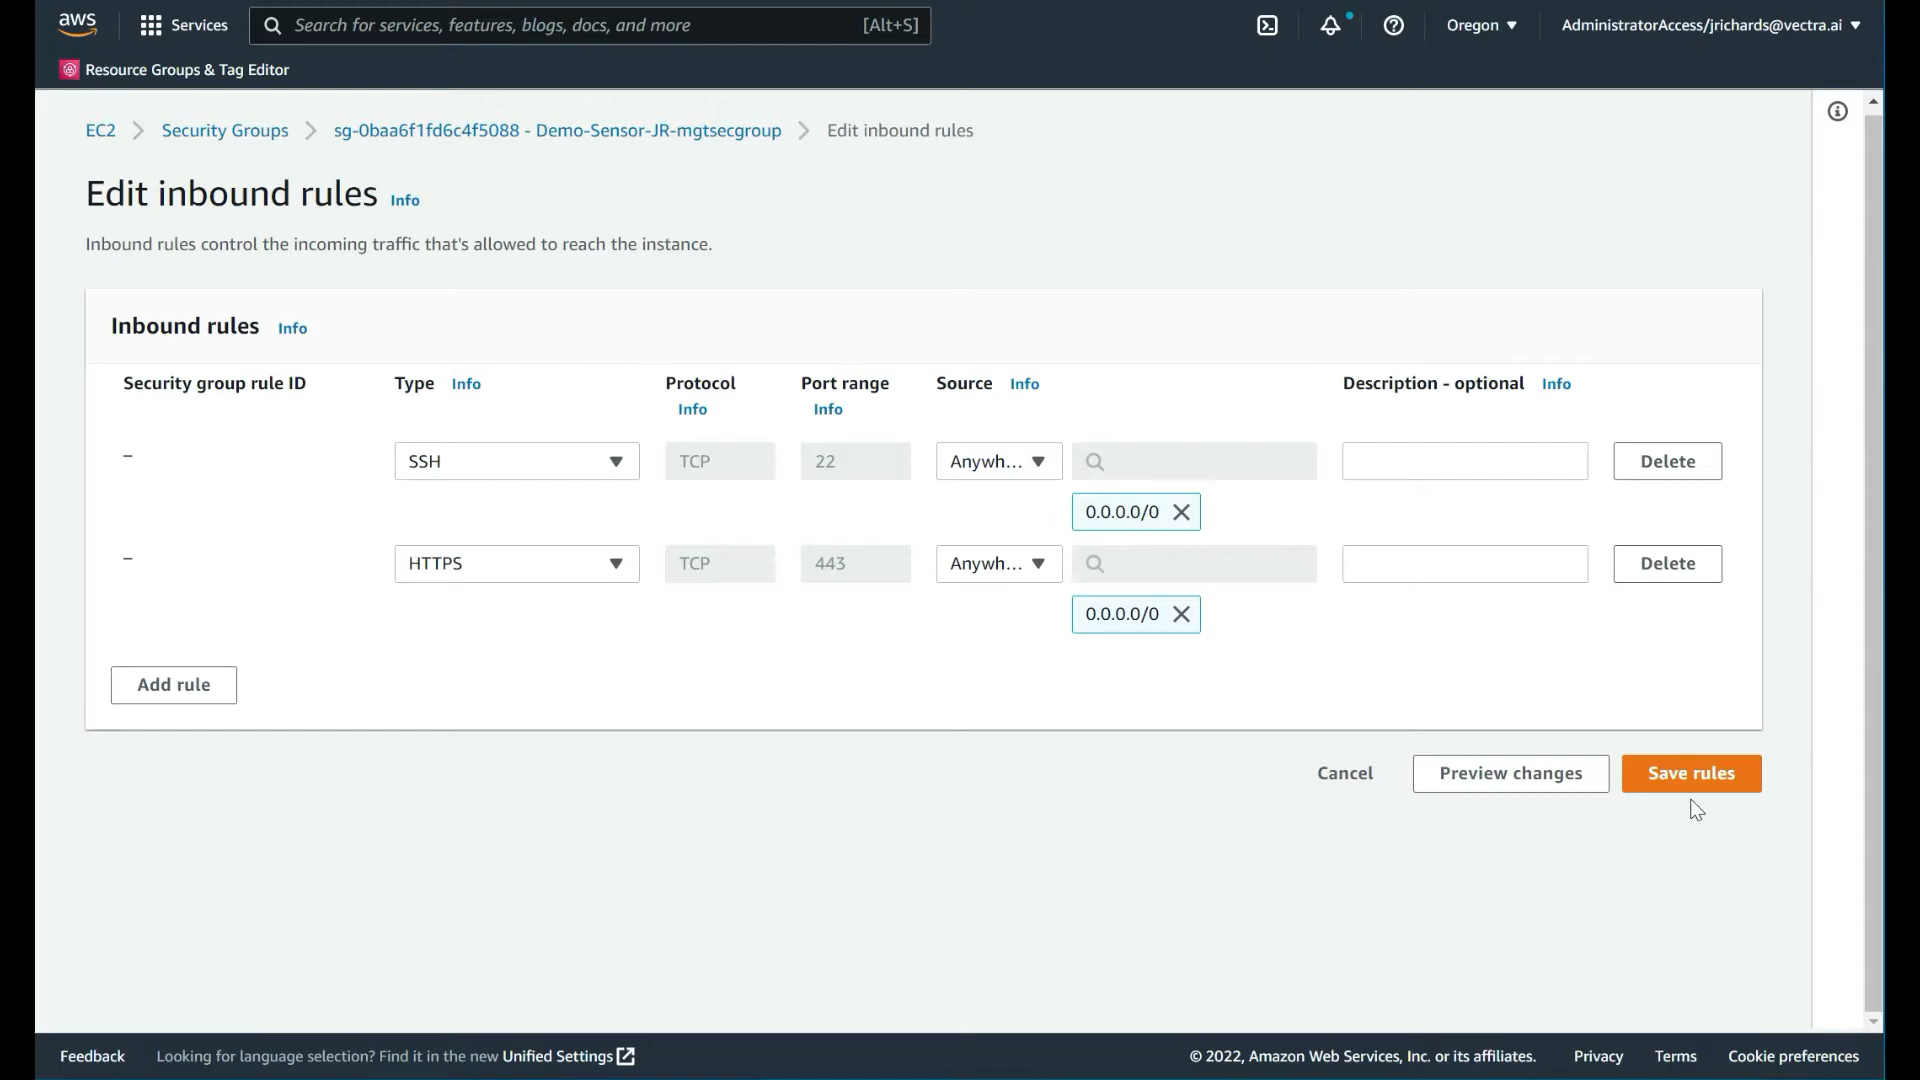 aws Services Search for services, features, blogs, docs, and more [Alt+S] Oregon AdministratorAccess/jrichards@vectra.ai
Resource Groups & Tag Editor
EC2 Security Groups sg-0baa6f1fd6c4f5088 - Demo-Sensor-JR-mgtsecgroup Edit inbound rules
Edit inbound rules Info
Inbound rules control the incoming traffic that's allowed to reach the instance.
Inbound rules Info
Security group rule ID Type Info Protocol Port range Source Info Description - optional Info
Info Info
– SSH TCP 22 Anywh... Delete
0.0.0.0/0
– HTTPS TCP 443 Anywh... Delete
0.0.0.0/0
Add rule
Cancel Preview changes Save rules
Feedback Looking for language selection? Find it in the new Unified Settings © 2022, Amazon Web Services, Inc. or its affiliates. Privacy Terms Cookie preferences